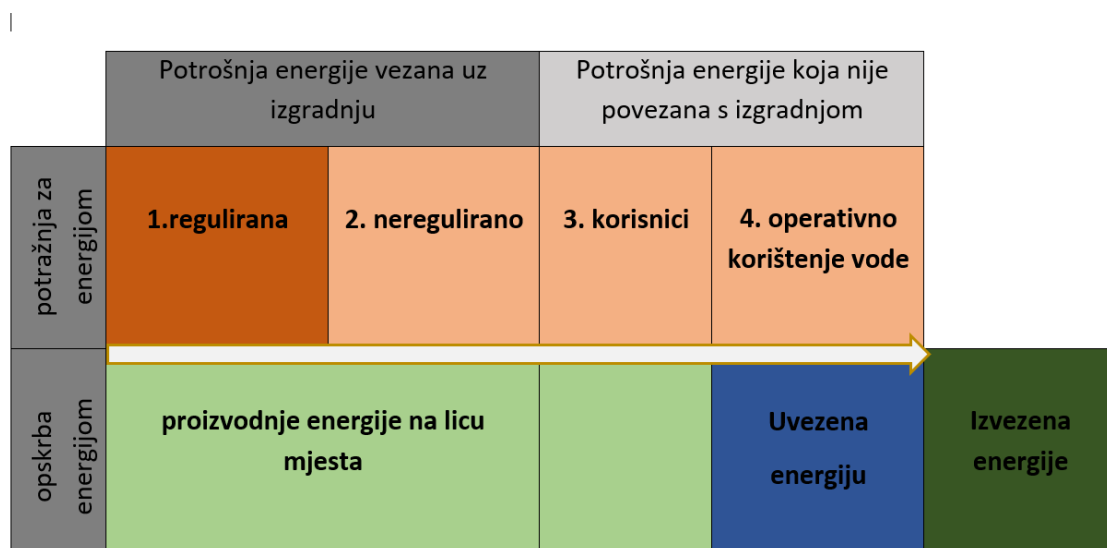 Potrošnja energije vezana uz
izgradnju
Potrošnja energije koja nije
povezana s izgradnjom
potražnja za
energijom
1.regulirana
2. neregulirano
3. korisnici
4. operativno
korištenje vode
opskrba
energijom
proizvodnje energije na licu
mjesta
Uvezena
energiju
Izvezena
energije